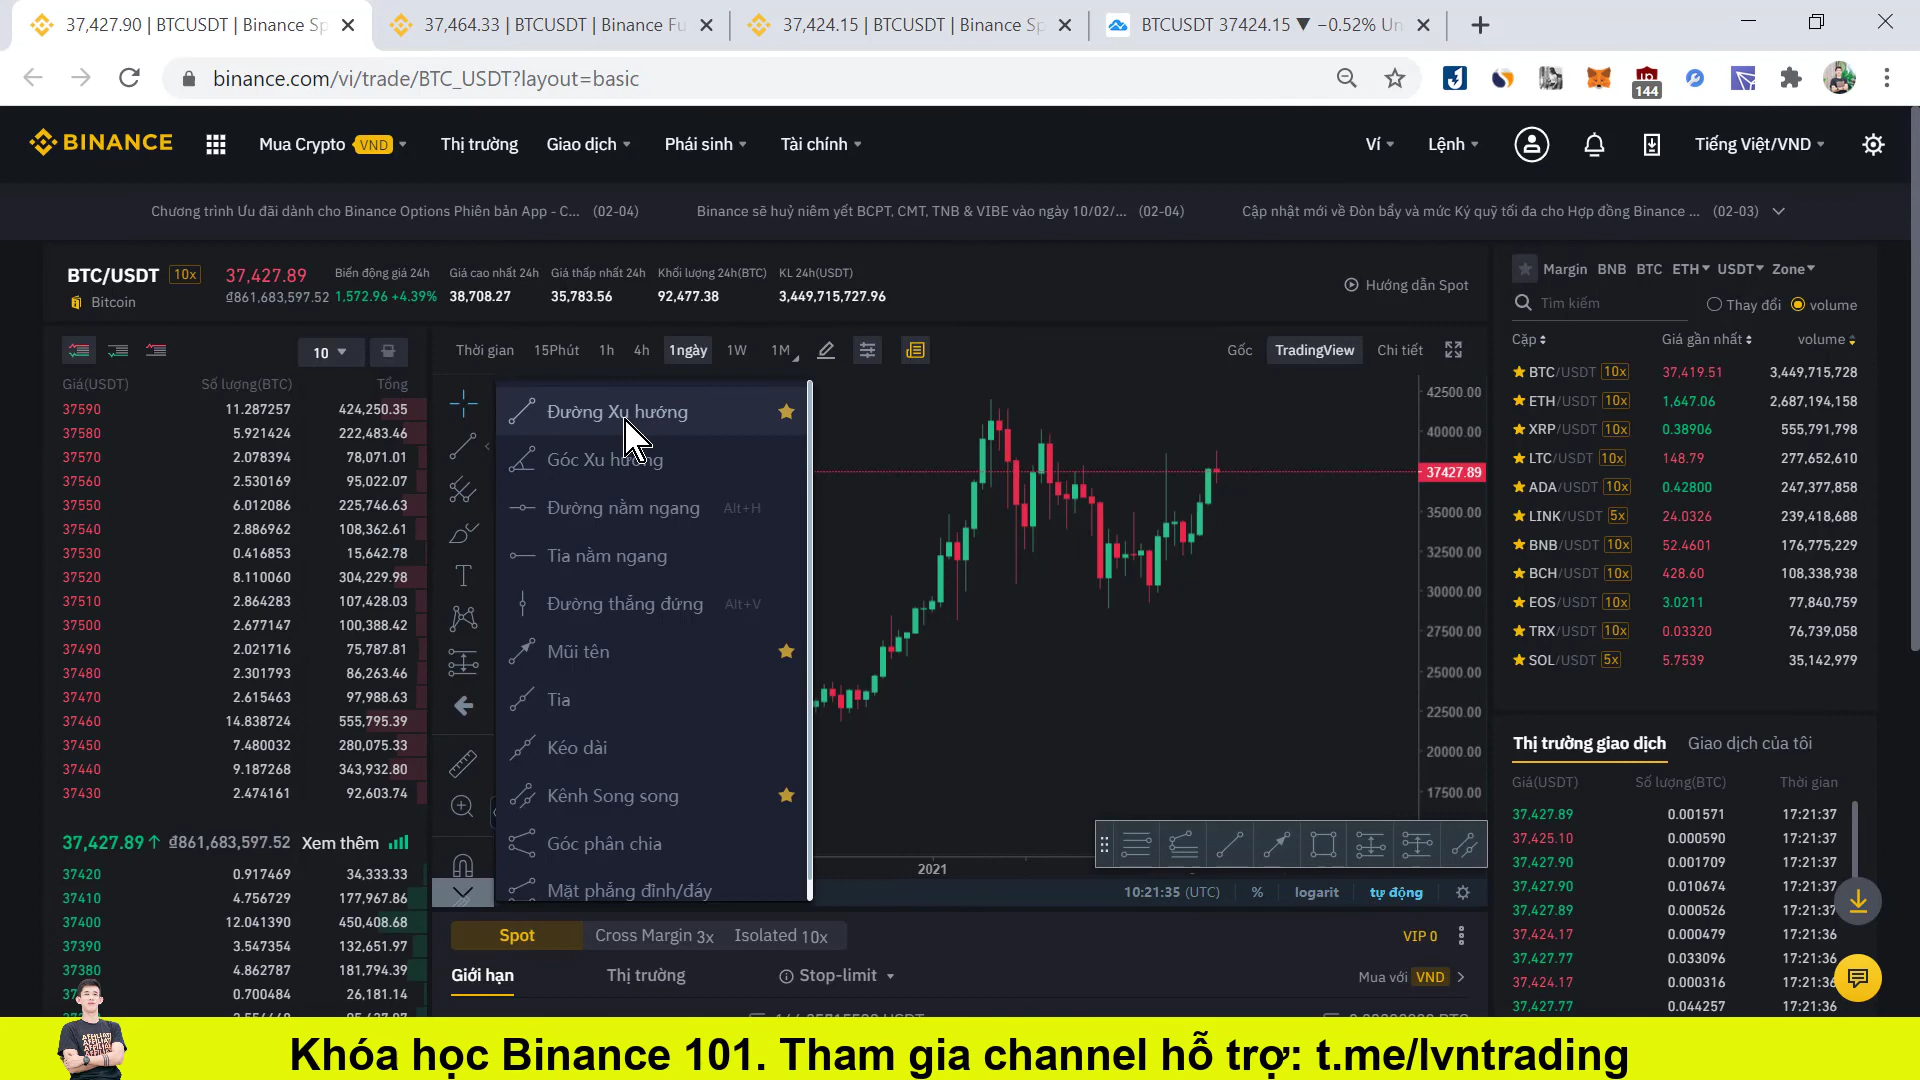 37,427.90 | BTCUSDT | Binance Sp
37,464.33 | BTCUSDT | Binance Fu
37,424.15 | BTCUSDT | Binance Sp
BTCUSDT 37424.15 ▼ −0.52% Un
binance.com/vi/trade/BTC_USDT?layout=basic
144
BINANCE
Mua Crypto VND
Thị trường
Giao dịch
Phái sinh
Tài chính
Ví
Lệnh
Tiếng Việt/VND
Chương trình Ưu đãi dành cho Binance Options Phiên bản App - C... (02-04)
Binance sẽ huỷ niêm yết BCPT, CMT, TNB & VIBE vào ngày 10/02/... (02-04)
Cập nhật mới về Đòn bẩy và mức Ký quỹ tối đa cho Hợp đồng Binance ... (02-03)
BTC/USDT 10x
Bitcoin
37,427.89
₫861,683,597.52
Biến động giá 24h
1,572.96 +4.39%
Giá cao nhất 24h
38,708.27
Giá thấp nhất 24h
35,783.56
Khối lượng 24h(BTC)
92,477.38
KL 24h(USDT)
3,449,715,727.96
Hướng dẫn Spot
10
Giá(USDT) Số lượng(BTC) Tổng
37590 11.287257 424,250.35
37580 5.921424 222,483.46
37570 2.078394 78,071.01
37560 2.530169 95,022.07
37550 6.012086 225,746.63
37540 2.886962 108,362.61
37530 0.416853 15,642.78
37520 8.110060 304,229.98
37510 2.864283 107,428.03
37500 2.677147 100,388.42
37490 2.021716 75,787.81
37480 2.301793 86,263.46
37470 2.615463 97,988.63
37460 14.838724 555,795.39
37450 7.480032 280,075.33
37440 9.187268 343,932.80
37430 2.474161 92,603.74
37,427.89↑ ₫861,683,597.52 Xem thêm
37420 0.917469 34,333.33
37410 4.756729 177,967.86
37400 12.041390 450,408.68
37390 3.547354 132,651.97
37380 4.862787 181,794.39
0.700484 26,181.14
Thời gian 15Phút 1h 4h 1ngày 1W 1M
Gốc TradingView Chi tiết
Đường Xu hướng
Góc Xu hướng
Đường nằm ngang Alt+H
Tia nằm ngang
Đường thẳng đứng Alt+V
Mũi tên
Tia
Kéo dài
Kênh Song song
Góc phân chia
Mặt phẳng đỉnh/đáy
42500.00
40000.00
37427.89
35000.00
32500.00
30000.00
27500.00
25000.00
22500.00
20000.00
17500.00
2021
10:21:35 (UTC) % logarit tự động
Spot Cross Margin 3x Isolated 10x
VIP 0
Giới hạn Thị trường Stop-limit
Mua với VND
Margin BNB BTC ETH USDT Zone
Tìm kiếm
Thay đổi volume
Cặp Giá gần nhất volume
BTC/USDT 10x 37,419.51 3,449,715,728
ETH/USDT 10x 1,647.06 2,687,194,158
XRP/USDT 10x 0.38906 555,791,798
LTC/USDT 10x 148.79 277,652,610
ADA/USDT 10x 0.42800 247,377,858
LINK/USDT 5x 24.0326 239,418,688
BNB/USDT 10x 52.4601 176,775,229
BCH/USDT 10x 428.60 108,338,938
EOS/USDT 10x 3.0211 77,840,759
TRX/USDT 10x 0.03320 76,739,058
SOL/USDT 5x 5.7539 35,142,979
Thị trường giao dịch Giao dịch của tôi
Giá(USDT) Số lượng(BTC) Thời gian
37,427.89 0.001571 17:21:37
37,425.10 0.000590 17:21:37
37,427.90 0.001709 17:21:37
37,427.90 0.010674 17:21:37
37,427.89 0.000526 17:21:37
37,424.17 0.000479 17:21:36
37,427.77 0.033096 17:21:36
37,424.17 0.000316 17:21:36
37,427.77 0.044257 17:21:36
Khóa học Binance 101. Tham gia channel hỗ trợ: t.me/lvntrading